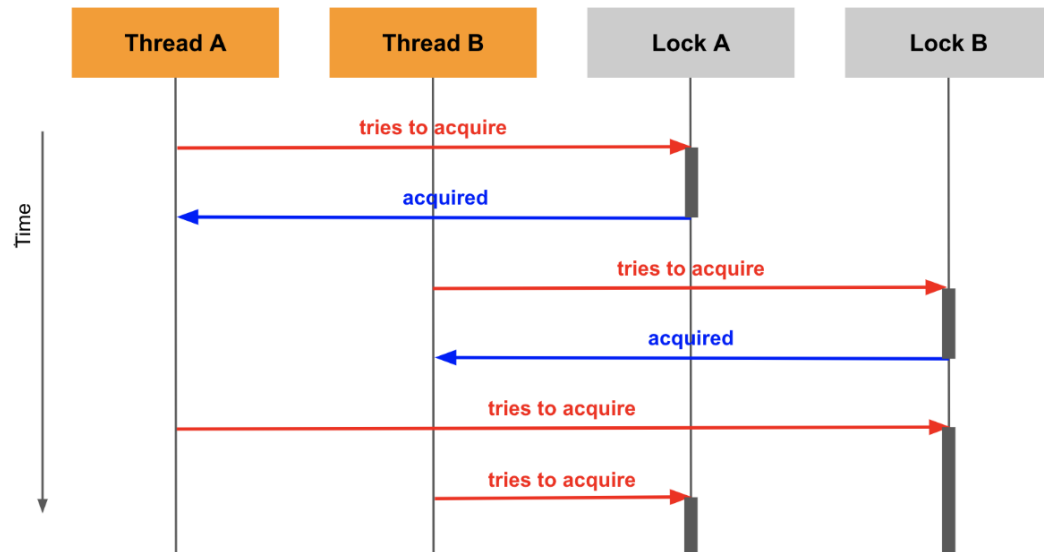 Thread A
Thread B
Lock A
Lock B
tries to acquire
acquired
tries to acquire
acquired
tries to acquire
tries to acquire
Time